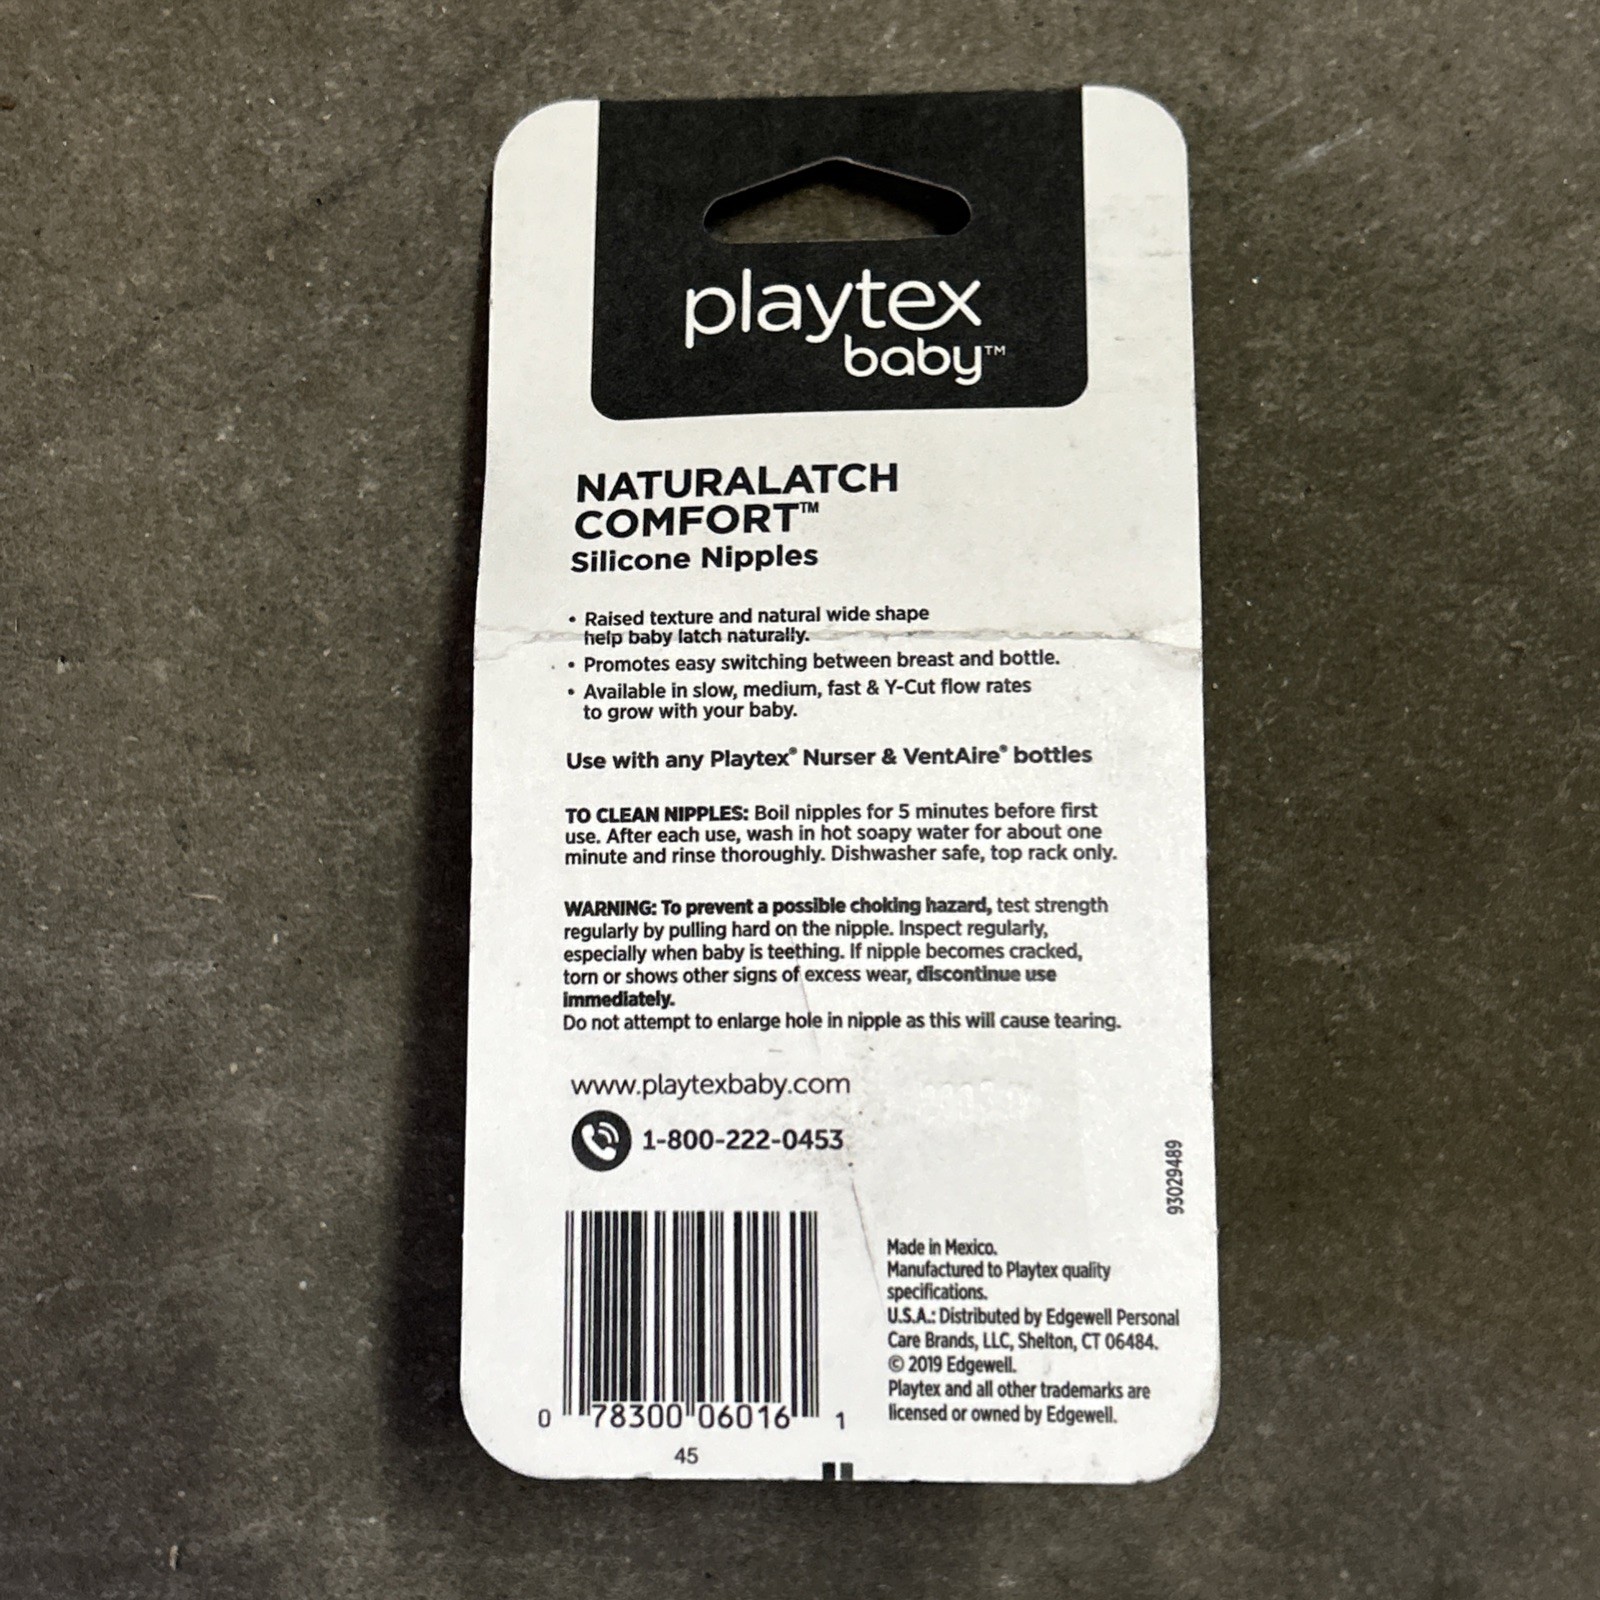 playtex
baby™
NATURALATCH
COMFORT™
Silicone Nipples
• Raised texture and natural wide shape
help baby latch naturally.
• Promotes easy switching between breast and bottle.
• Available in slow, medium, fast & Y-Cut flow rates
to grow with your baby.
Use with any Playtex® Nurser & VentAire® bottles
TO CLEAN NIPPLES: Boil nipples for 5 minutes before first
use. After each use, wash in hot soapy water for about one
minute and rinse thoroughly. Dishwasher safe, top rack only.
WARNING: To prevent a possible choking hazard, test strength
regularly by pulling hard on the nipple. Inspect regularly,
especially when baby is teething. If nipple becomes cracked,
torn or shows other signs of excess wear, discontinue use
immediately.
Do not attempt to enlarge hole in nipple as this will cause tearing.
www.playtexbaby.com
1-800-222-0453
93029489
Made in Mexico.
Manufactured to Playtex quality
specifications.
U.S.A.: Distributed by Edgewell Personal
Care Brands, LLC, Shelton, CT 06484.
© 2019 Edgewell.
Playtex and all other trademarks are
licensed or owned by Edgewell.
0 78300 06016 1
45